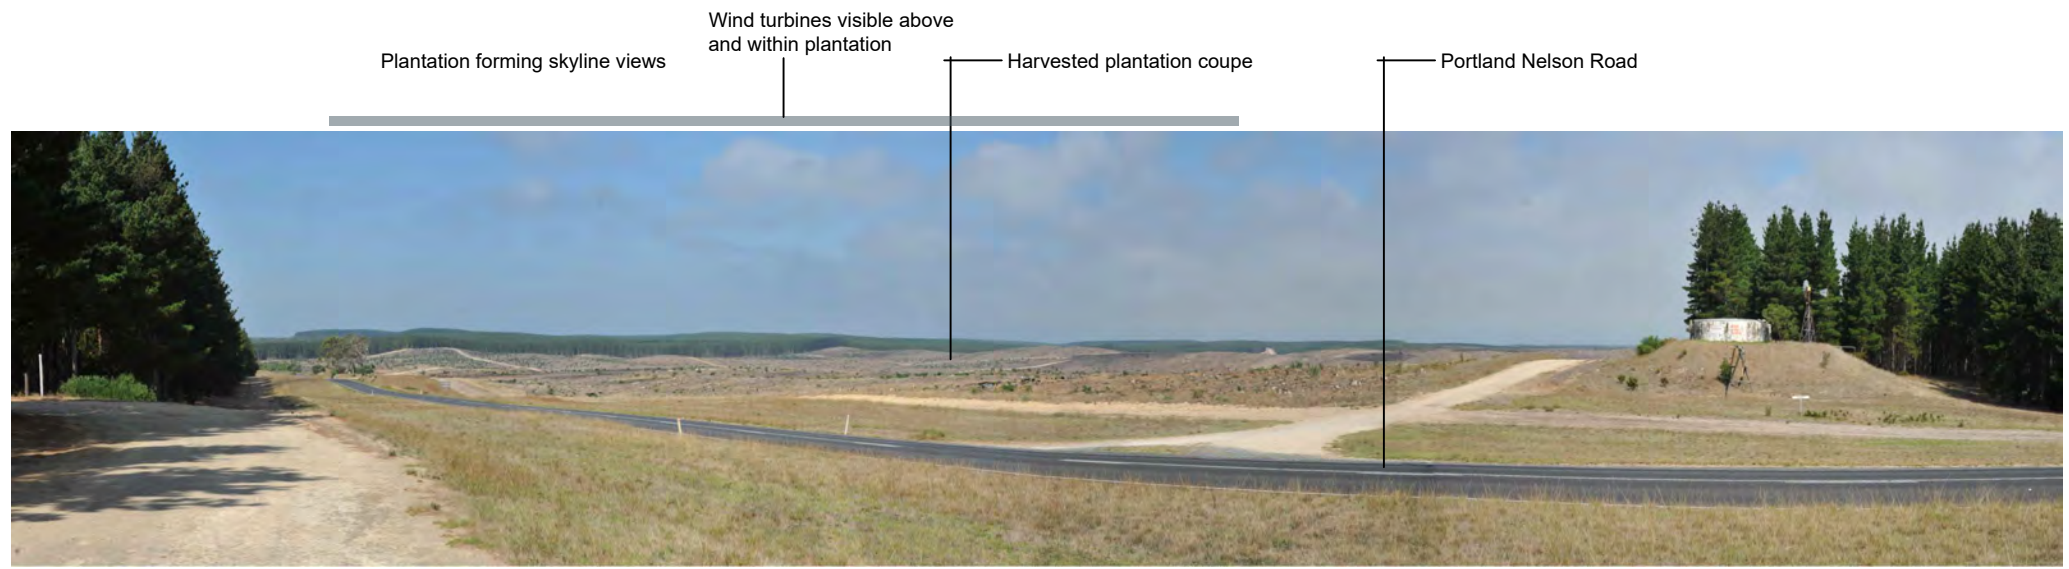 Wind turbines visible above
and within plantation
Plantation forming skyline views
Harvested plantation coupe
Portland Nelson Road